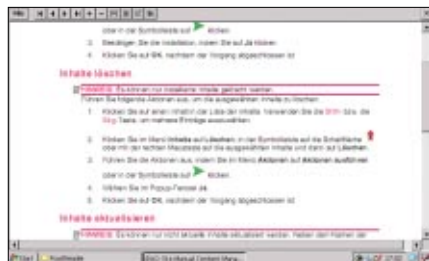 oder in der Symbolleiste auf klicken.
3. Bestätigen Sie die Installation, indem Sie auf Ja klicken.
4. Klicken Sie auf OK, nachdem der Vorgang abgeschlossen ist.
Inhalte löschen
HINWEIS: Es können nur installierte Inhalte gelöscht werden.
Führen Sie folgende Aktionen aus, um die ausgewählten Inhalte zu löschen:
1. Klicken Sie auf einen Inhalt in der Liste der Inhalte. Verwenden Sie die Shift- bzw. die
Strg-Taste, um mehrere Einträge auszuwählen.
2. Klicken Sie im Menü Inhalte auf Löschen, in der Symbolleiste auf die Schaltfläche
oder mit der rechten Maustaste auf die ausgewählten Inhalte und dann auf Löschen.
3. Führen Sie die Aktionen aus, indem Sie im Menü Aktionen auf Aktionen ausführen
oder in der Symbolleiste auf klicken.
4. Wählen Sie im Popup-Fenster Ja.
5. Klicken Sie auf OK, nachdem der Vorgang abgeschlossen ist.
Inhalte aktualisieren
HINWEIS: Es können nur nicht aktuelle Inhalte aktualisiert werden. Neben dem Namen der
Start